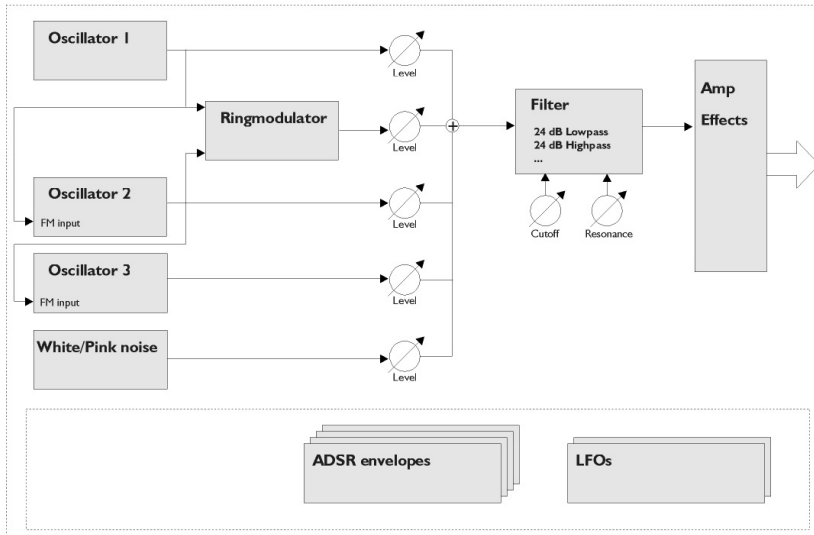 Oscillator 1
Level
Ringmodulator
Level
Oscillator 2
FM input
Level
Oscillator 3
FM input
Level
White/Pink noise
Level
+
Filter
24 dB Lowpass
24 dB Highpass
...
Cutoff
Resonance
Amp
Effects
ADSR envelopes
LFOs